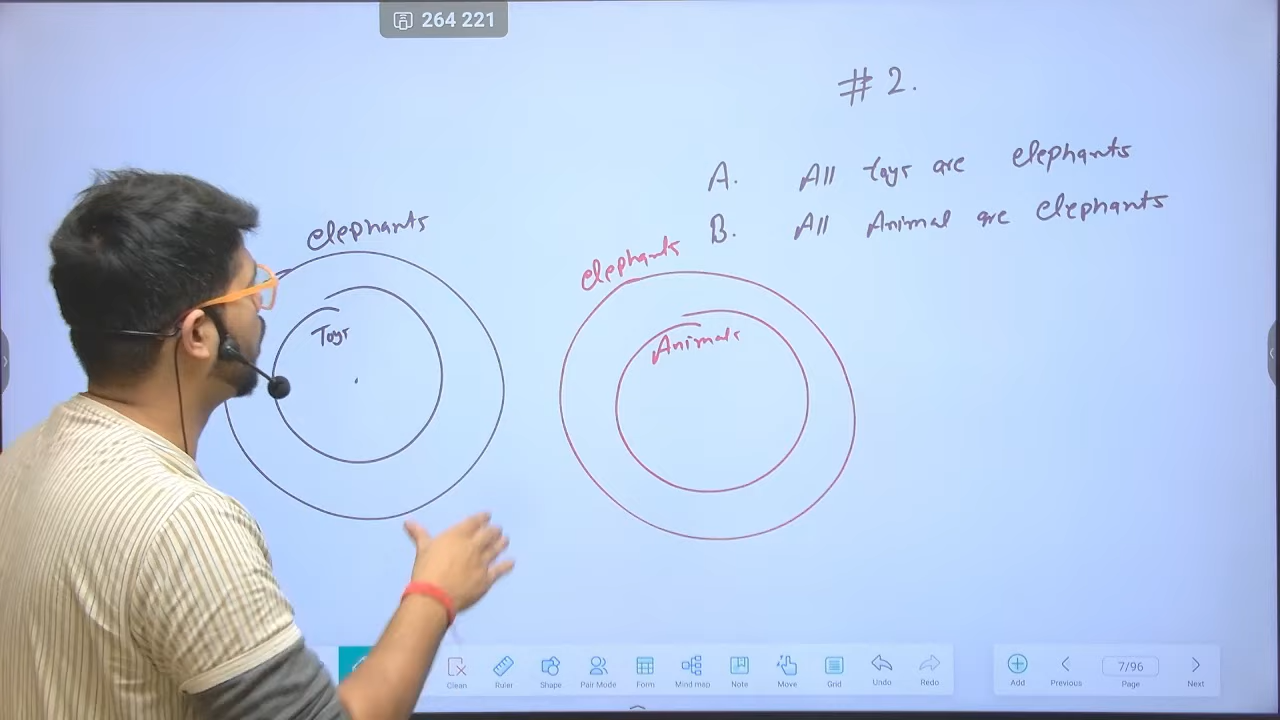 264 221
# 2.
A. All toys are elephants
B. All Animal are elephants
elephants
Toys
elephants
Animals
Clean
Ruler
Shape
Pair Mode
Form
Mind map
Note
Move
Grid
Undo
Redo
Add
Previous
7/96
Page
Next